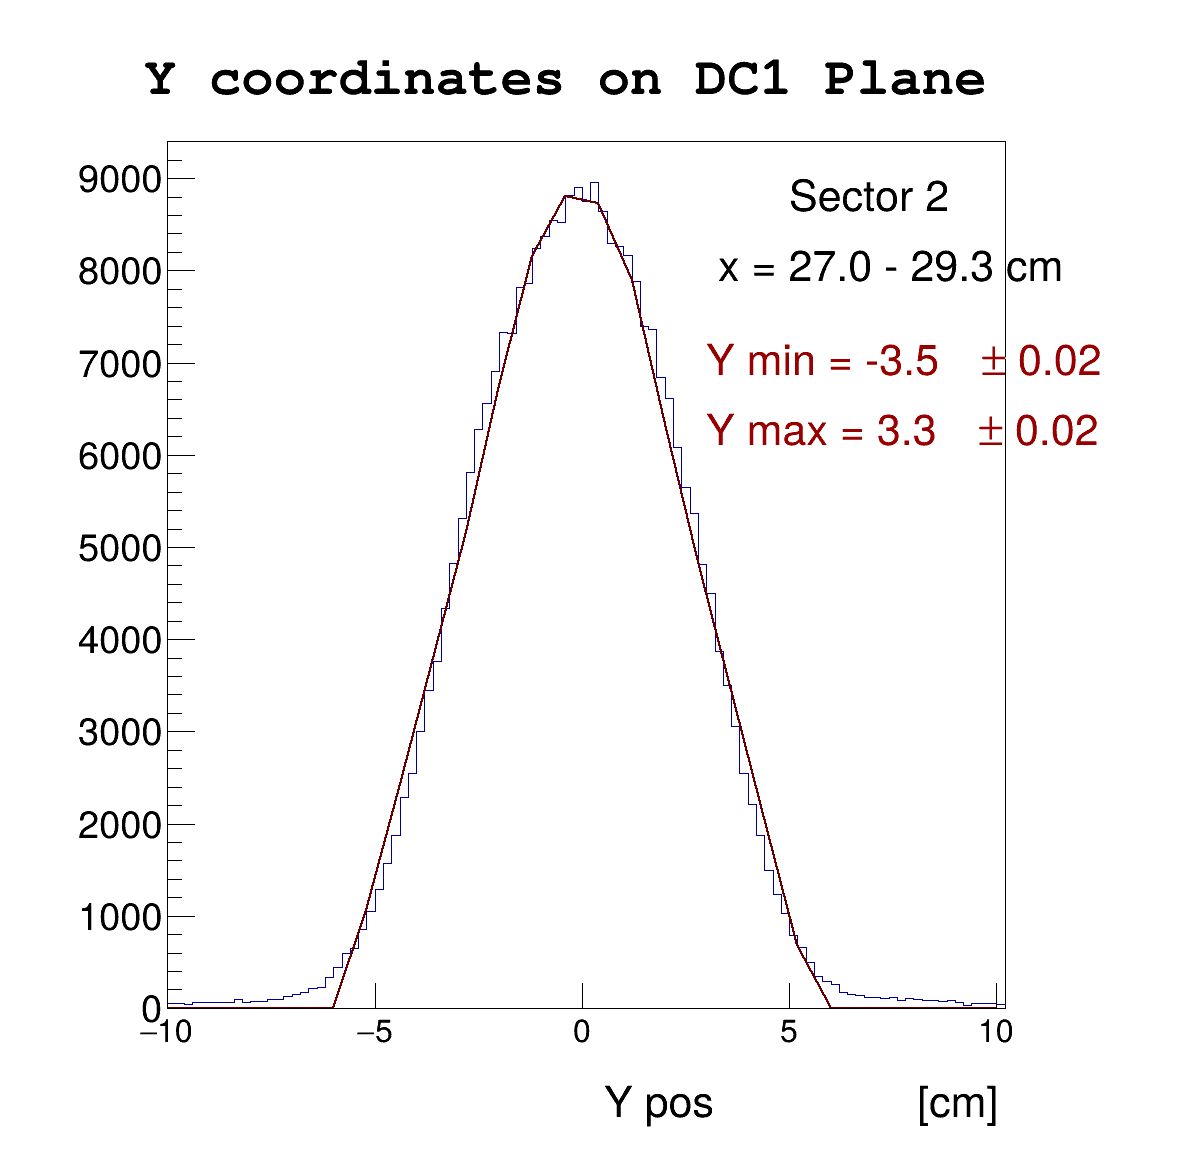 Y coordinates on DC1 Plane
9000
8000
7000
6000
5000
4000
3000
2000
1000
0
Sector 2
x = 27.0 - 29.3 cm
Y min = -3.5 ± 0.02
Y max = 3.3 ± 0.02
−10 −5 0 5 10
Y pos [cm]